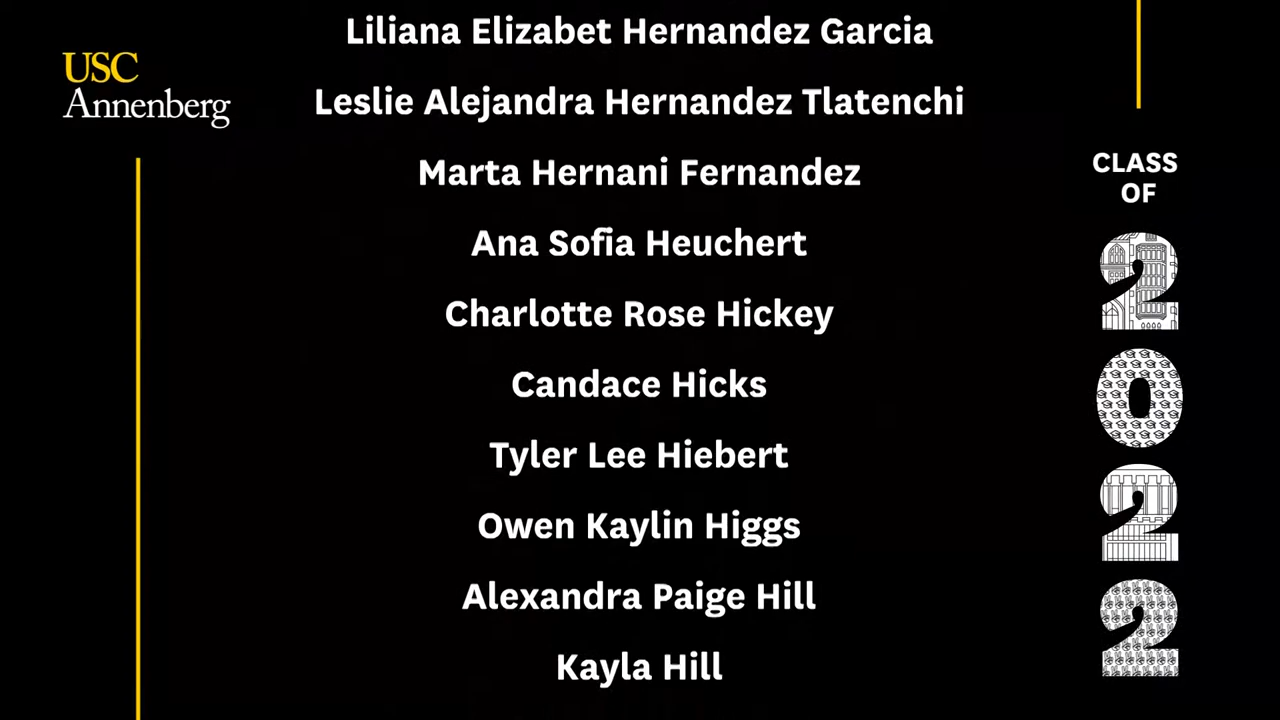 USC
Annenberg
Liliana Elizabet Hernandez Garcia
Leslie Alejandra Hernandez Tlatenchi
Marta Hernani Fernandez
Ana Sofia Heuchert
Charlotte Rose Hickey
Candace Hicks
Tyler Lee Hiebert
Owen Kaylin Higgs
Alexandra Paige Hill
Kayla Hill
CLASS
OF
2
0
2
2